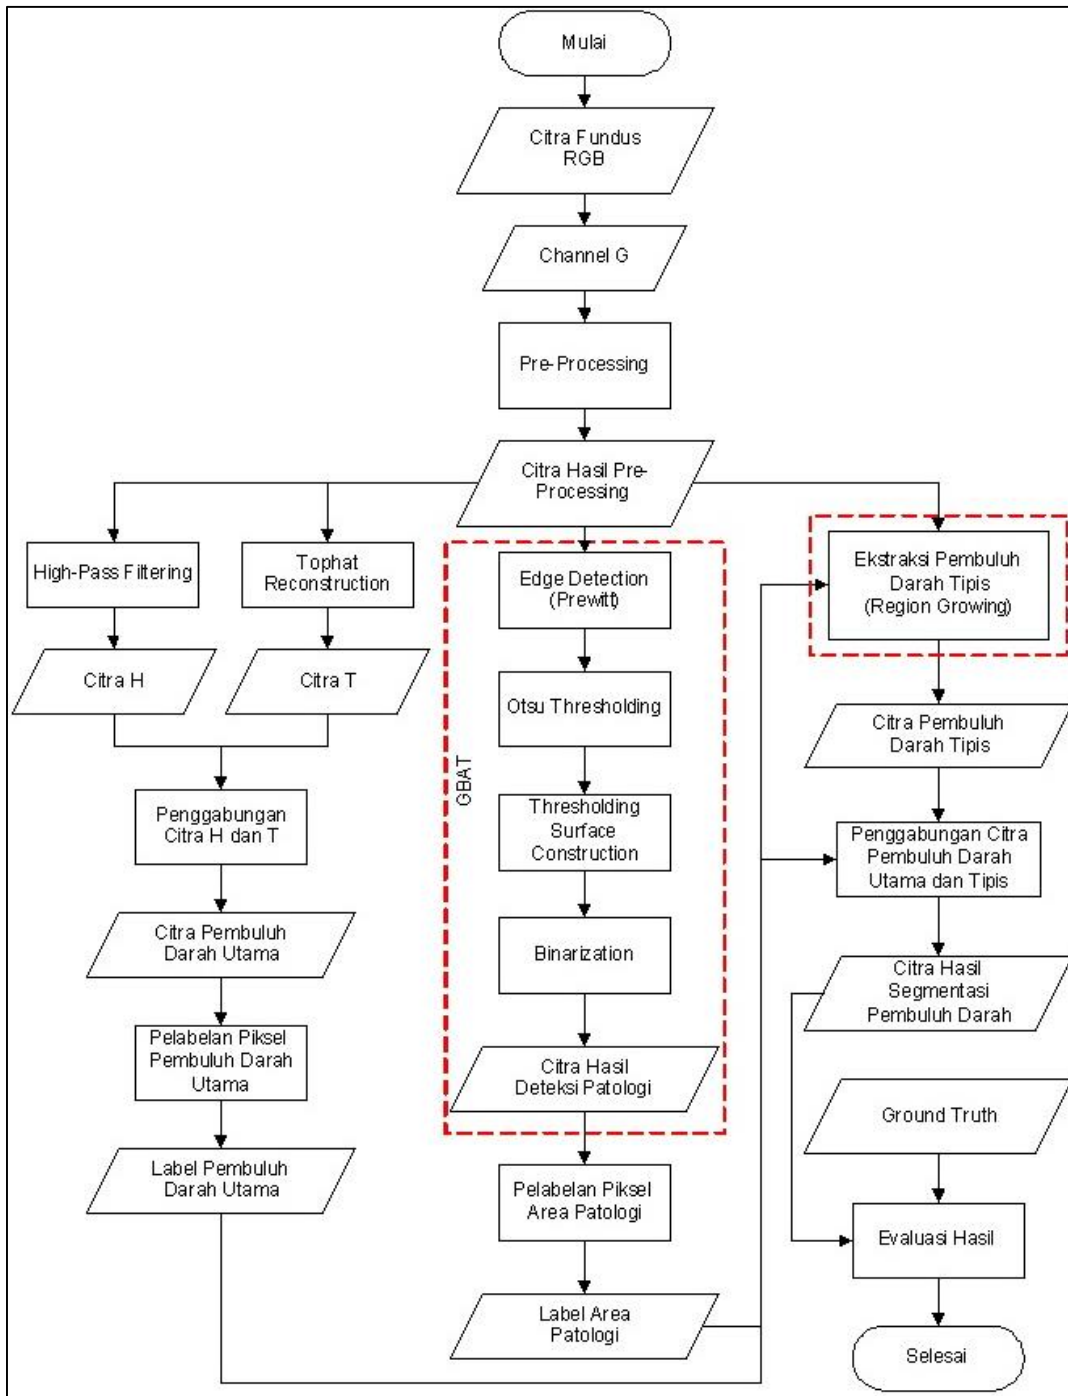 Mulai
Citra Fundus
RGB
Channel G
Pre-Processing
Citra Hasil Pre-
Processing
High-Pass Filtering
Citra H
Tophat
Reconstruction
Citra T
Penggabungan
Citra H dan T
Citra Pembuluh
Darah Utama
Pelabelan Piksel
Pembuluh Darah
Utama
Label Pembuluh
Darah Utama
GBAT
Edge Detection
(Prewitt)
Otsu Thresholding
Thresholding
Surface
Construction
Binarization
Citra Hasil
Deteksi Patologi
Pelabelan Piksel
Area Patologi
Label Area
Patologi
Ekstraksi Pembuluh
Darah Tipis
(Region Growing)
Citra Pembuluh
Darah Tipis
Penggabungan Citra
Pembuluh Darah
Utama dan Tipis
Citra Hasil
Segmentasi
Pembuluh Darah
Ground Truth
Evaluasi Hasil
Selesai